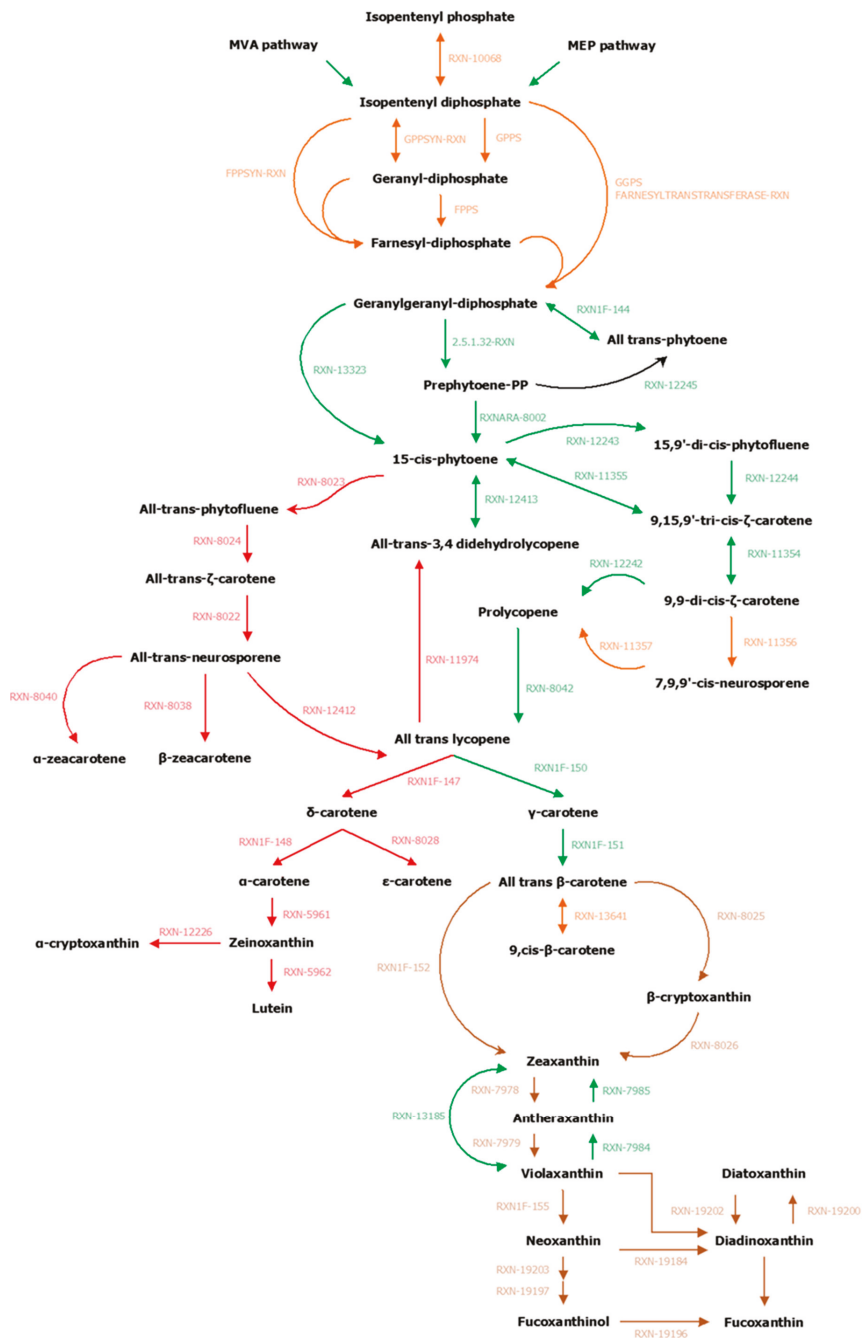 Isopentenyl phosphate
MVA pathway
RXN-10068
MEP pathway
Isopentenyl diphosphate
GPPSYN-RXN
GPPS
FPPSYN-RXN
Geranyl-diphosphate
GGPS
FARNESYLTRANSTRANSFERASE-RXN
FPPS
Farnesyl-diphosphate
Geranylgeranyl-diphosphate
RXN1F-144
All trans-phytoene
2.5.1.32-RXN
RXN-13323
Prephytoene-PP
RXN-12245
RXNARA-8002
RXN-12243
15,9'-di-cis-phytofluene
15-cis-phytoene
RXN-8023
RXN-11355
RXN-12244
RXN-12413
All-trans-phytofluene
9,15,9'-tri-cis-ζ-carotene
RXN-8024
All-trans-3,4 didehydrolycopene
RXN-11354
RXN-12242
All-trans-ζ-carotene
9,9-di-cis-ζ-carotene
RXN-8022
Prolycopene
RXN-11357
RXN-11356
All-trans-neurosporene
RXN-11974
RXN-8042
7,9,9'-cis-neurosporene
RXN-8040
RXN-8038
RXN-12412
α-zeacarotene
β-zeacarotene
All trans lycopene
RXN1F-147
RXN1F-150
δ-carotene
γ-carotene
RXN1F-148
RXN-8028
RXN1F-151
α-carotene
ε-carotene
All trans β-carotene
RXN-5961
RXN-13641
RXN-8025
α-cryptoxanthin
RXN-12226
Zeinoxanthin
9,cis-β-carotene
RXN-5962
RXN1F-152
Lutein
β-cryptoxanthin
RXN-8026
Zeaxanthin
RXN-7978
RXN-7985
RXN-13185
Antheraxanthin
RXN-7979
RXN-7984
Violaxanthin
Diatoxanthin
RXN1F-155
RXN-19202
RXN-19200
Neoxanthin
Diadinoxanthin
RXN-19184
RXN-19203
RXN-19197
Fucoxanthinol
RXN-19196
Fucoxanthin